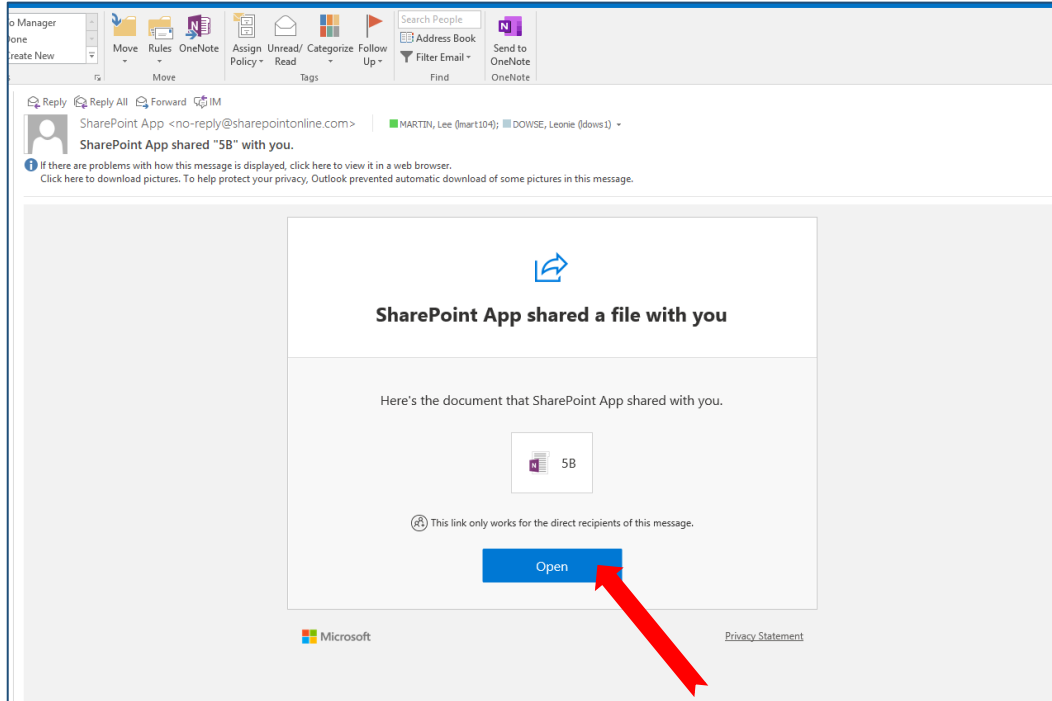 o Manager
Done
Create New
Move
Rules
OneNote
Move
Assign Policy
Unread/ Read
Categorize
Follow Up
Tags
Search People
Address Book
Filter Email
Find
Send to OneNote
OneNote
Reply Reply All Forward IM
SharePoint App <no-reply@sharepointonline.com> MARTIN, Lee (lmart104); DOWSE, Leonie (ldows1)
SharePoint App shared "5B" with you.
If there are problems with how this message is displayed, click here to view it in a web browser.
Click here to download pictures. To help protect your privacy, Outlook prevented automatic download of some pictures in this message.
SharePoint App shared a file with you
Here's the document that SharePoint App shared with you.
N 5B
This link only works for the direct recipients of this message.
Open
Microsoft Privacy Statement